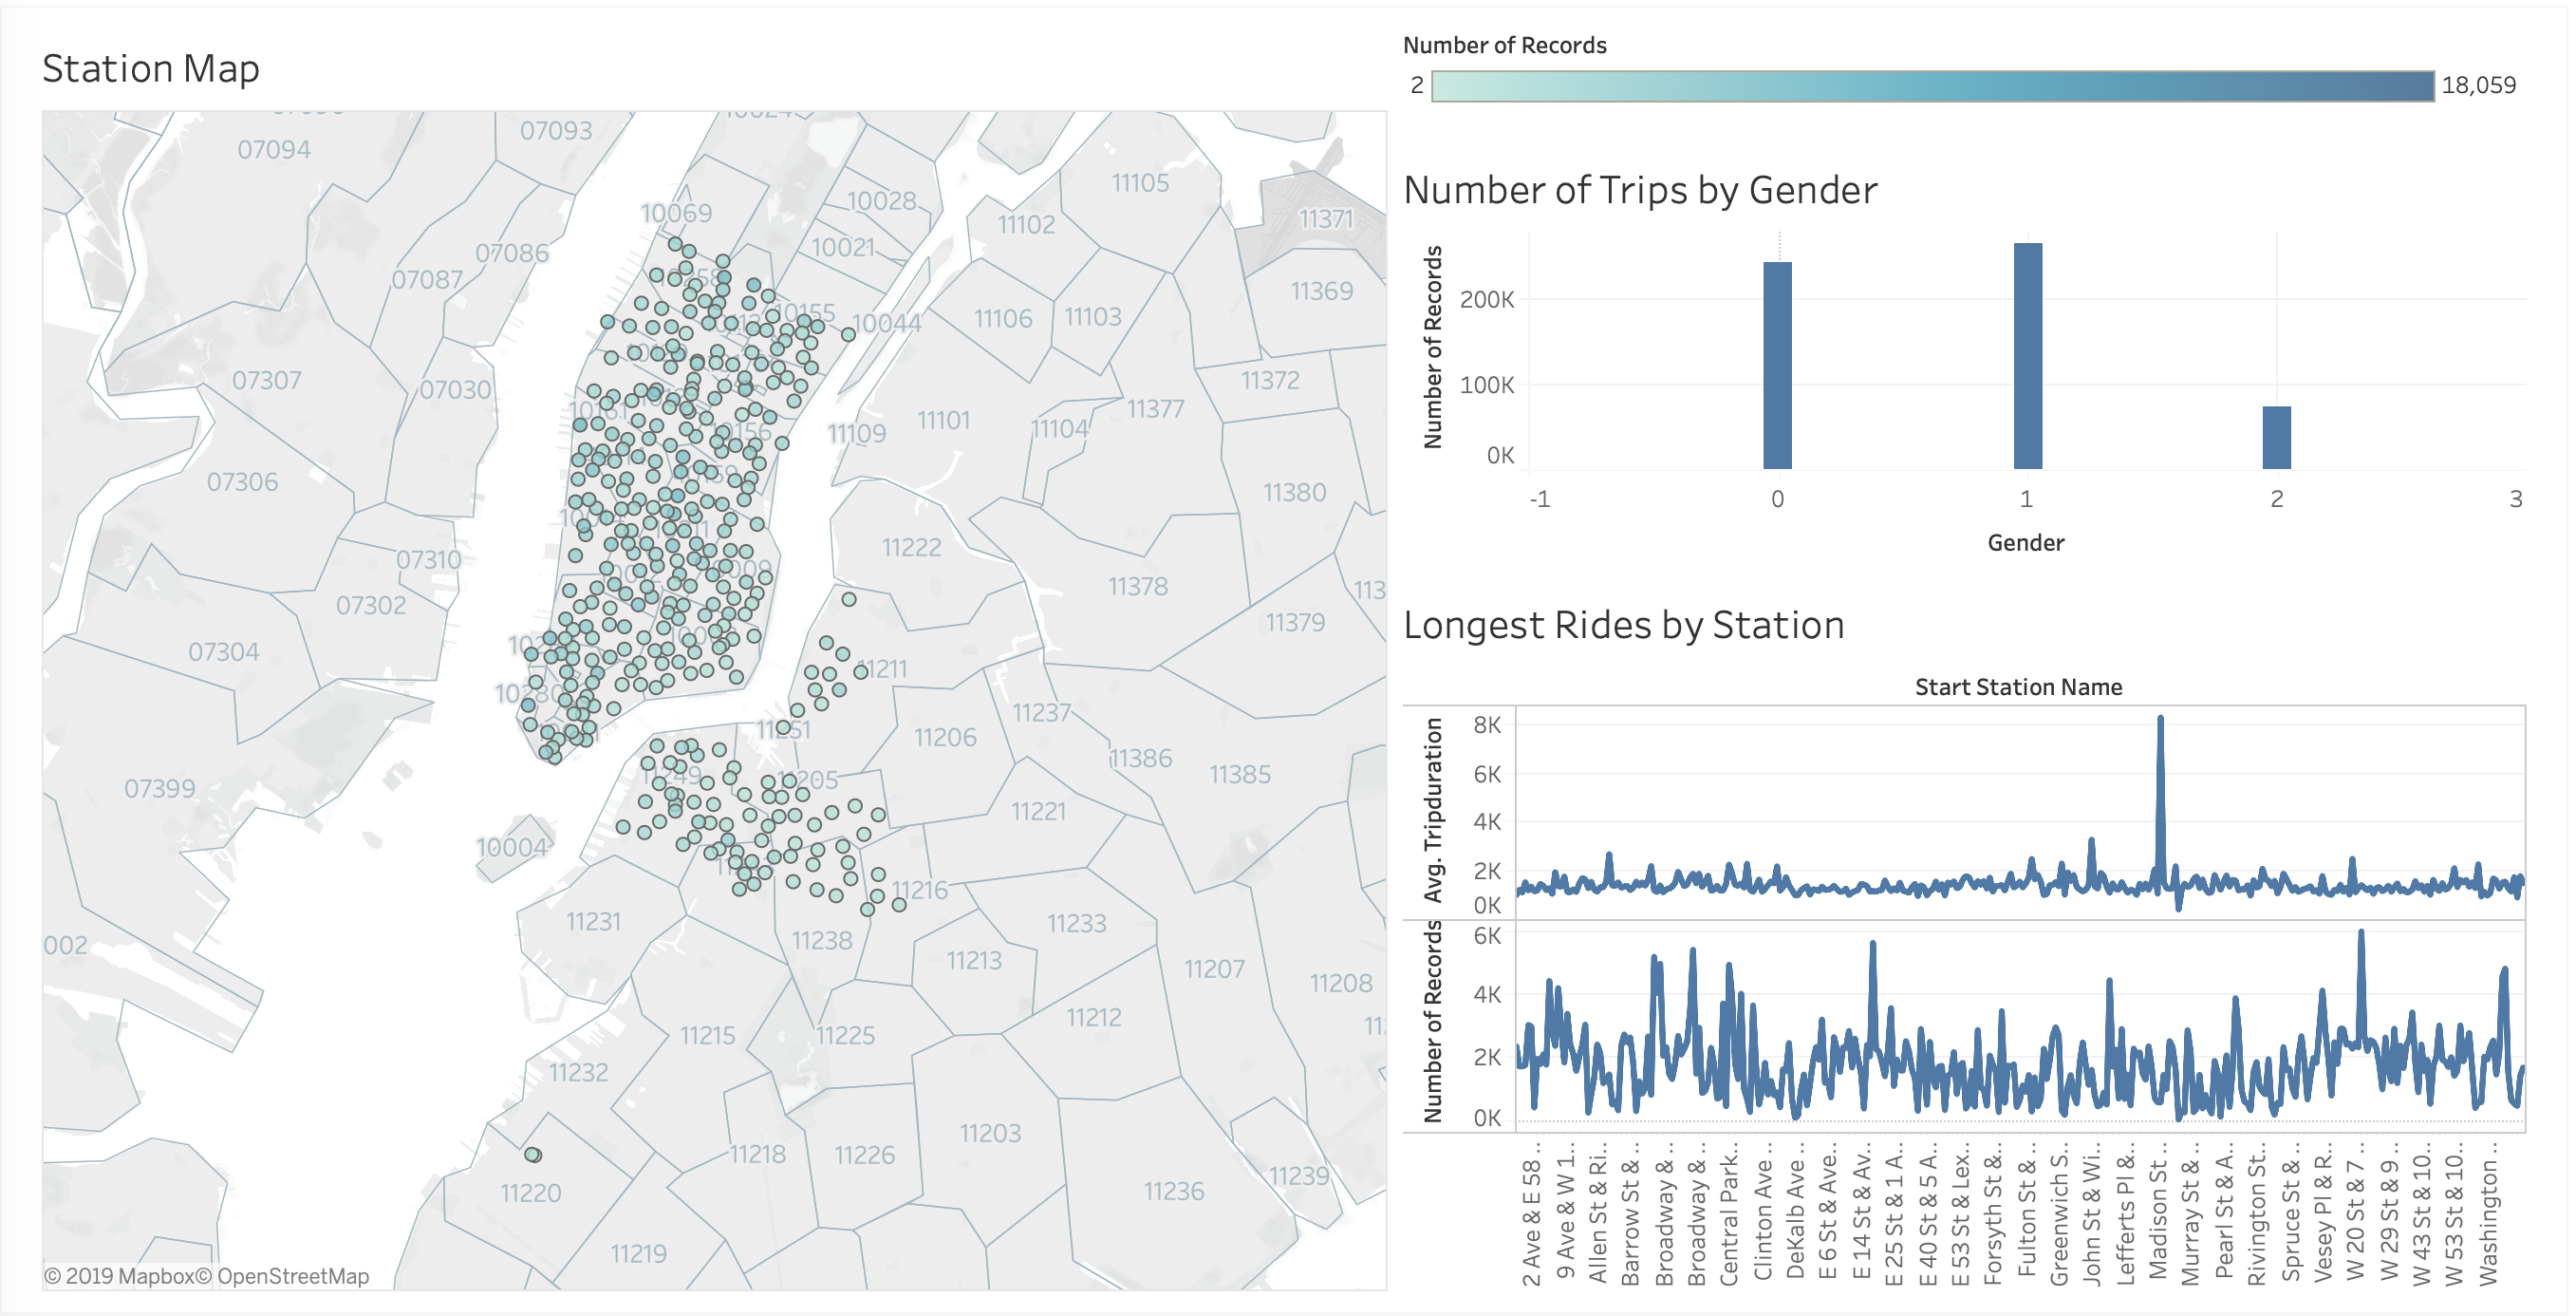 Station Map
07094
07093
10069
10028
11105
11371
07086
10021
11102
07087
11369
10155
10044
11106
11103
07307
07030
11372
11101
11377
11109
11104
10156
07306
11380
11222
07310
11378
07302
11379
07304
11211
10280
11237
11251
11206
11386
11385
07399
11249
11205
11221
10004
11216
11231
11233
11238
002
11213
11207
11208
11215
11225
11212
11232
11203
11218
11226
11239
11220
11236
11219
© 2019 Mapbox© OpenStreetMap
Number of Records
2
18,059
Number of Trips by Gender
Number of Records
200K
100K
0K
-1
0
1
2
3
Gender
Longest Rides by Station
Start Station Name
Avg. Tripduration
8K
6K
4K
2K
0K
Number of Records
6K
4K
2K
0K
2 Ave & E 58 ..
9 Ave & W 1..
Allen St & Ri..
Barrow St & ..
Broadway & ..
Broadway & ..
Central Park..
Clinton Ave ..
DeKalb Ave ..
E 6 St & Ave..
E 14 St & Av..
E 25 St & 1 A..
E 40 St & 5 A..
E 53 St & Lex..
Forsyth St &..
Fulton St & ..
Greenwich S..
John St & Wi..
Lefferts Pl &..
Madison St ..
Murray St & ..
Pearl St & A..
Rivington St..
Spruce St & ..
Vesey Pl & R..
W 20 St & 7 ..
W 29 St & 9 ..
W 43 St & 10..
W 53 St & 10..
Washington ..